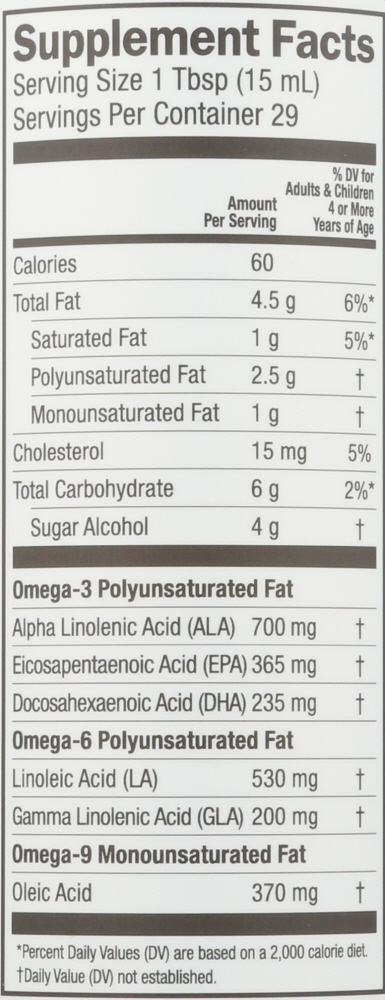 Supplement Facts
Serving Size 1 Tbsp (15 mL)
Servings Per Container 29
Amount
Per Serving
% DV for
Adults & Children
4 or More
Years of Age
Calories 60
Total Fat 4.5 g 6%*
Saturated Fat 1 g 5%*
Polyunsaturated Fat 2.5 g †
Monounsaturated Fat 1 g †
Cholesterol 15 mg 5%
Total Carbohydrate 6 g 2%*
Sugar Alcohol 4 g †
Omega-3 Polyunsaturated Fat
Alpha Linolenic Acid (ALA) 700 mg †
Eicosapentaenoic Acid (EPA) 365 mg †
Docosahexaenoic Acid (DHA) 235 mg †
Omega-6 Polyunsaturated Fat
Linoleic Acid (LA) 530 mg †
Gamma Linolenic Acid (GLA) 200 mg †
Omega-9 Monounsaturated Fat
Oleic Acid 370 mg †
*Percent Daily Values (DV) are based on a 2,000 calorie diet.
†Daily Value (DV) not established.